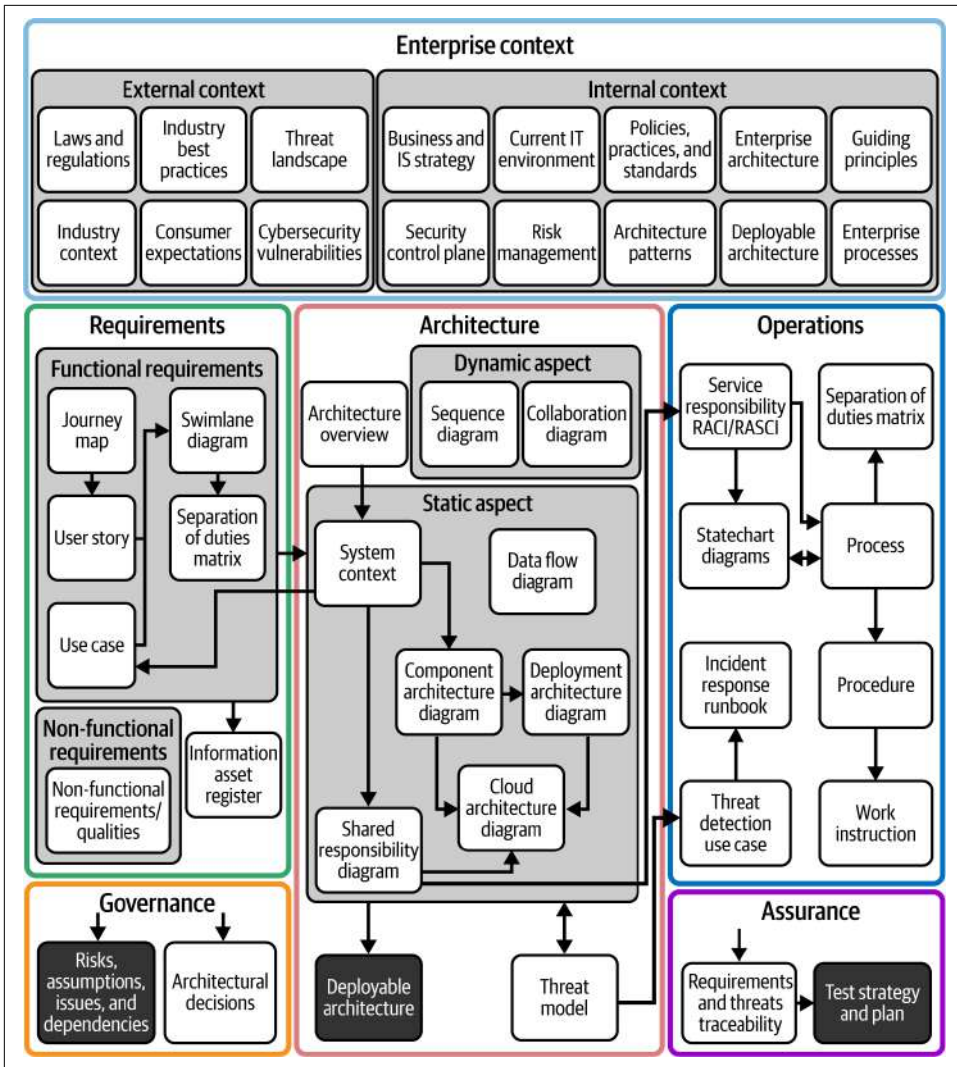 Enterprise context
External context
Laws and
regulations
Industry
best
practices
Threat
landscape
Industry
context
Consumer
expectations
Cybersecurity
vulnerabilities
Internal context
Business and
IS strategy
Current IT
environment
Policies,
practices, and
standards
Enterprise
architecture
Guiding
principles
Security
control plane
Risk
management
Architecture
patterns
Deployable
architecture
Enterprise
processes
Requirements
Functional requirements
Journey
map
Swimlane
diagram
User story
Separation
of duties
matrix
Use case
Non-functional
requirements
Non-functional
requirements/
qualities
Information
asset
register
Architecture
Architecture
overview
Dynamic aspect
Sequence
diagram
Collaboration
diagram
Static aspect
System
context
Data flow
diagram
Component
architecture
diagram
Deployment
architecture
diagram
Cloud
architecture
diagram
Shared
responsibility
diagram
Deployable
architecture
Threat
model
Operations
Service
responsibility
RACI/RASCI
Separation of
duties matrix
Statechart
diagrams
Process
Incident
response
runbook
Procedure
Threat
detection
use case
Work
instruction
Governance
Risks,
assumptions,
issues, and
dependencies
Architectural
decisions
Assurance
Requirements
and threats
traceability
Test strategy
and plan